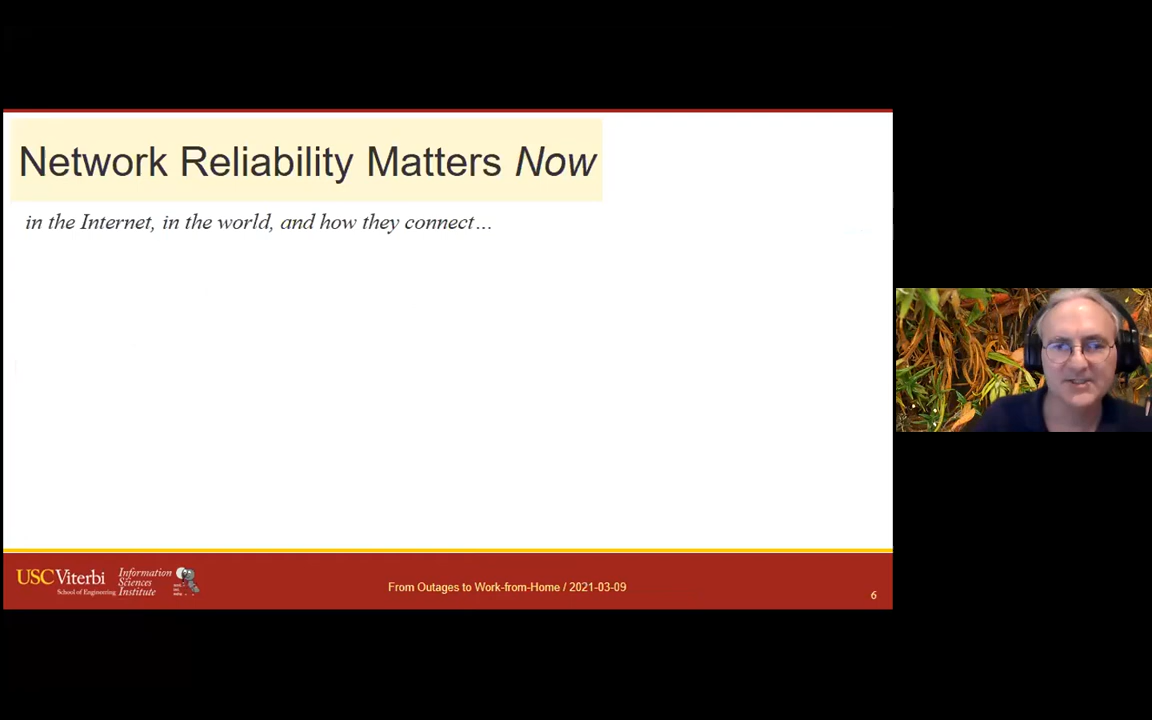 Network Reliability Matters Now
in the Internet, in the world, and how they connect…
USC Viterbi
School of Engineering
Information
Sciences
Institute
From Outages to Work-from-Home / 2021-03-09
6